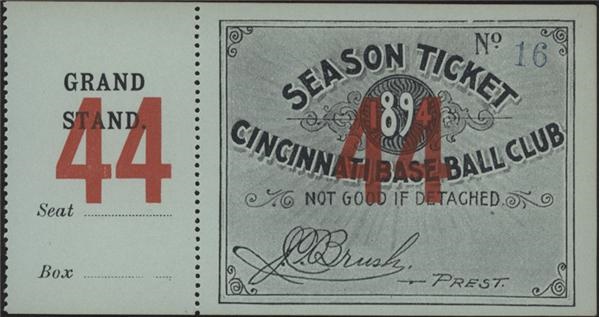 GRAND
STAND.
44
Seat
Box
No 16
SEASON TICKET
1894
44
CINCINNATI BASE BALL CLUB
NOT GOOD IF DETACHED.
J. T. Brush,
PREST.